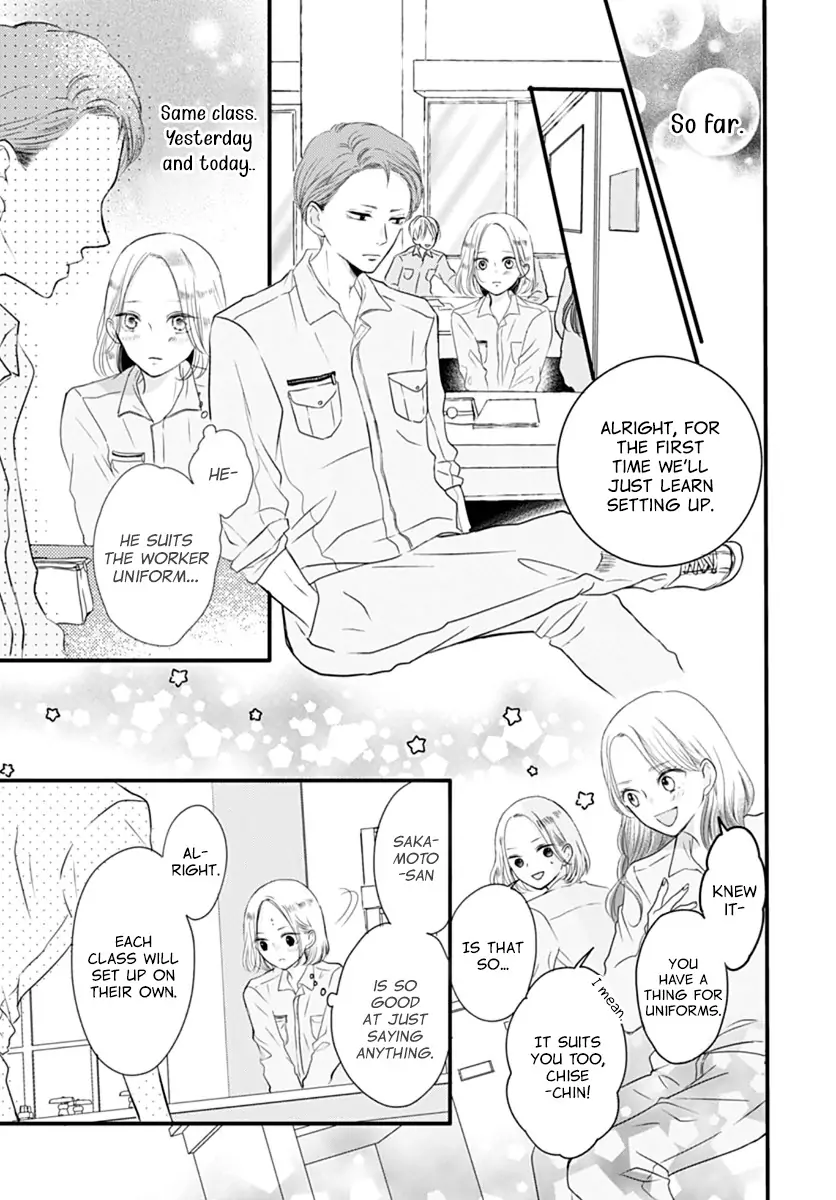 So far.
ALRIGHT, FOR
THE FIRST
TIME WE'LL
JUST LEARN
SETTING UP.
Same class.
Yesterday
and today..
HE-
HE SUITS
THE WORKER
UNIFORM...
KNEW
IT-
YOU
HAVE A
THING FOR
UNIFORMS.
IS THAT
SO...
I mean.
IT SUITS
YOU TOO,
CHISE
-CHIN!
SAKA-
MOTO
-SAN
IS SO
GOOD
AT JUST
SAYING
ANYTHING.
AL-
RIGHT.
EACH
CLASS WILL
SET UP ON
THEIR OWN.